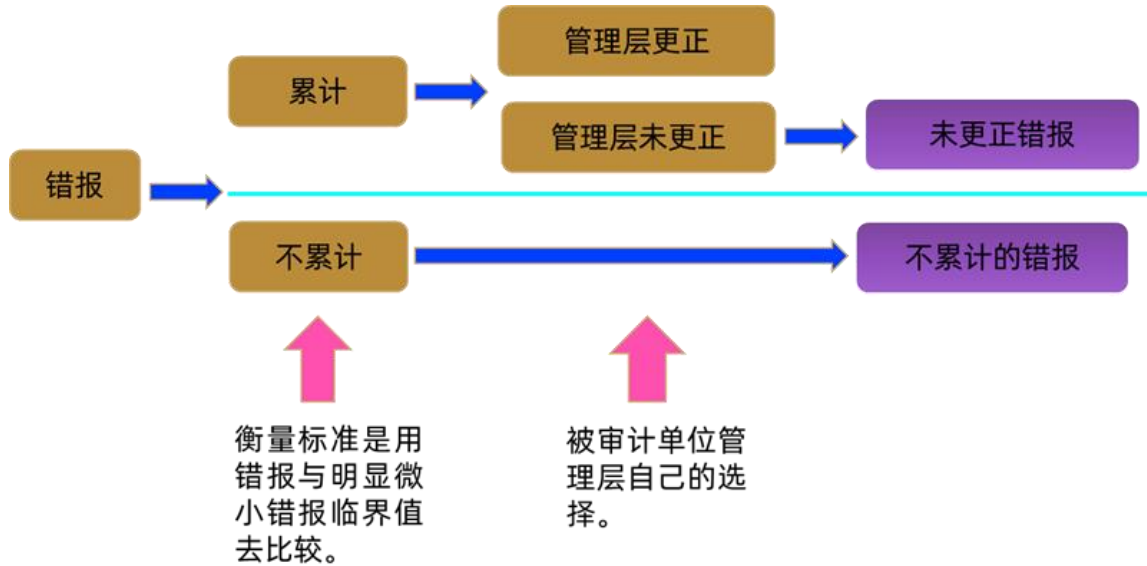 管理层更正
累计
管理层未更正
未更正错报
错报
不累计
不累计的错报
衡量标准是用
错报与明显微
小错报临界值
去比较。
被审计单位管
理层自己的选
择。